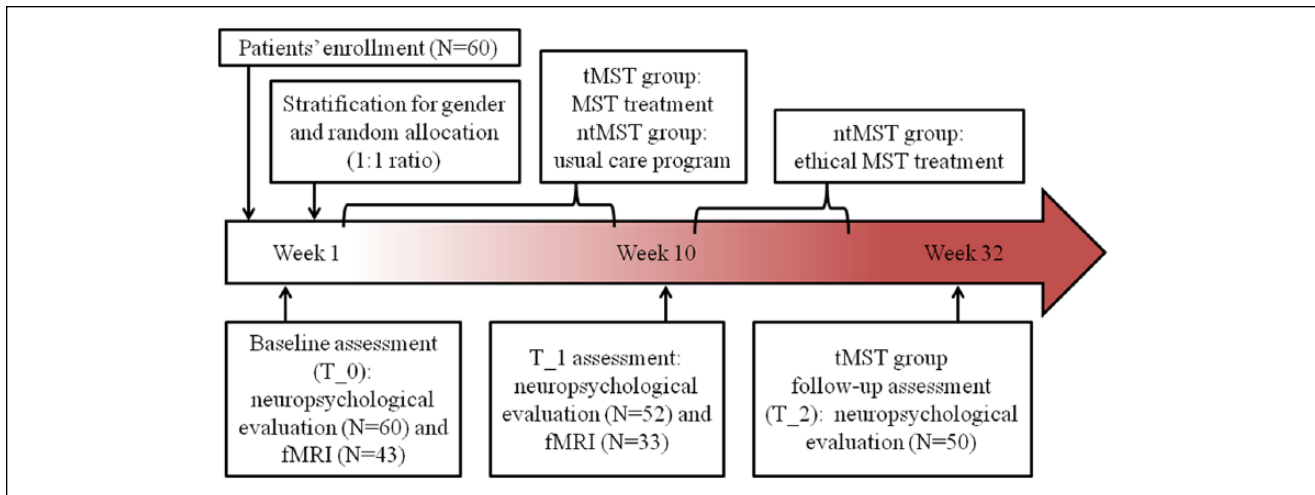 Patients' enrollment (N=60)
Stratification for gender
and random allocation
(1:1 ratio)
tMST group:
MST treatment
ntMST group:
usual care program
ntMST group:
ethical MST treatment
Week 1
Week 10
Week 32
Baseline assessment
(T_0):
neuropsychological
evaluation (N=60) and
fMRI (N=43)
T_1 assessment:
neuropsychological
evaluation (N=52) and
fMRI (N=33)
tMST group
follow-up assessment
(T_2): neuropsychological
evaluation (N=50)